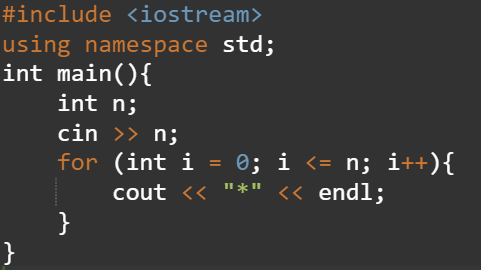 #include <iostream>
using namespace std;
int main(){
    int n;
    cin >> n;
    for (int i = 0; i <= n; i++){
        cout << "*" << endl;
    }
}